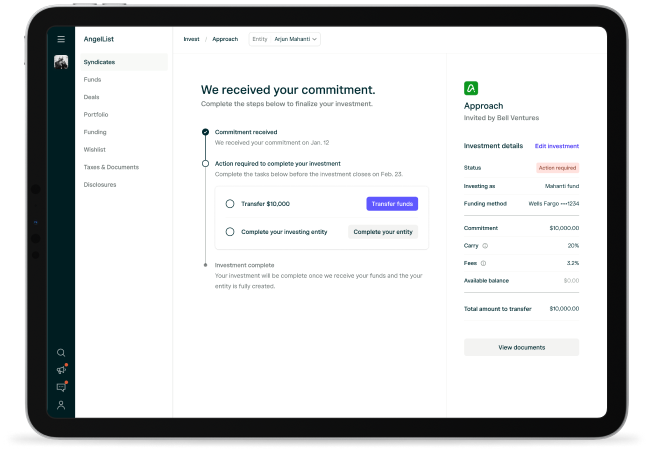 AngelList
Syndicates
Funds
Deals
Portfolio
Funding
Wishlist
Taxes & Documents
Disclosures
Invest / Approach Entity Arjun Mahanti
We received your commitment.
Complete the steps below to finalize your investment.
Commitment received
We received your commitment on Jan. 12
Action required to complete your investment
Complete the tasks below before the investment closes on Feb. 23.
Transfer $10,000 Transfer funds
Complete your investing entity Complete your entity
Investment complete
Your investment will be complete once we receive your funds and the your
entity is fully created.
Approach
Invited by Bell Ventures
Investment details Edit investment
Status Action required
Investing as Mahanti fund
Funding method Wells Fargo ••••1234
Commitment $10,000.00
Carry 20%
Fees 3.2%
Available balance $0.00
Total amount to transfer $10,000.00
View documents